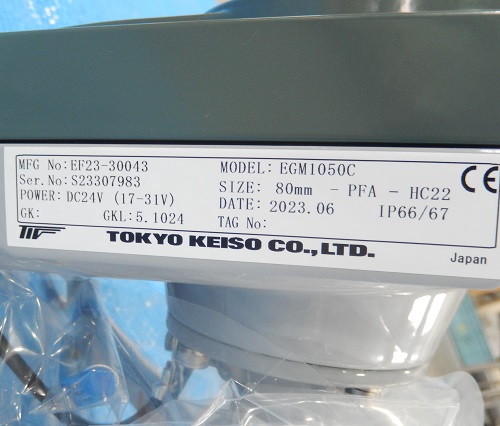 MFG No:EF23-30043 MODEL: EGM1050C
Ser.No: S23307983 SIZE: 80mm - PFA - HC22
POWER: DC24V (17-31V) DATE: 2023.06 IP66/67
GK: GKL: 5.1024 TAG No:
CE
TOKYO KEISO CO.,LTD.
Japan